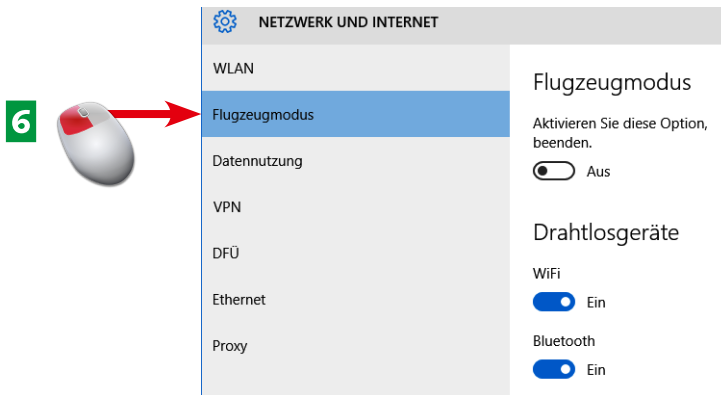 NETZWERK UND INTERNET
6
WLAN
Flugzeugmodus
Datennutzung
VPN
DFÜ
Ethernet
Proxy
Flugzeugmodus
Aktivieren Sie diese Option,
beenden.
Aus
Drahtlosgeräte
WiFi
Ein
Bluetooth
Ein